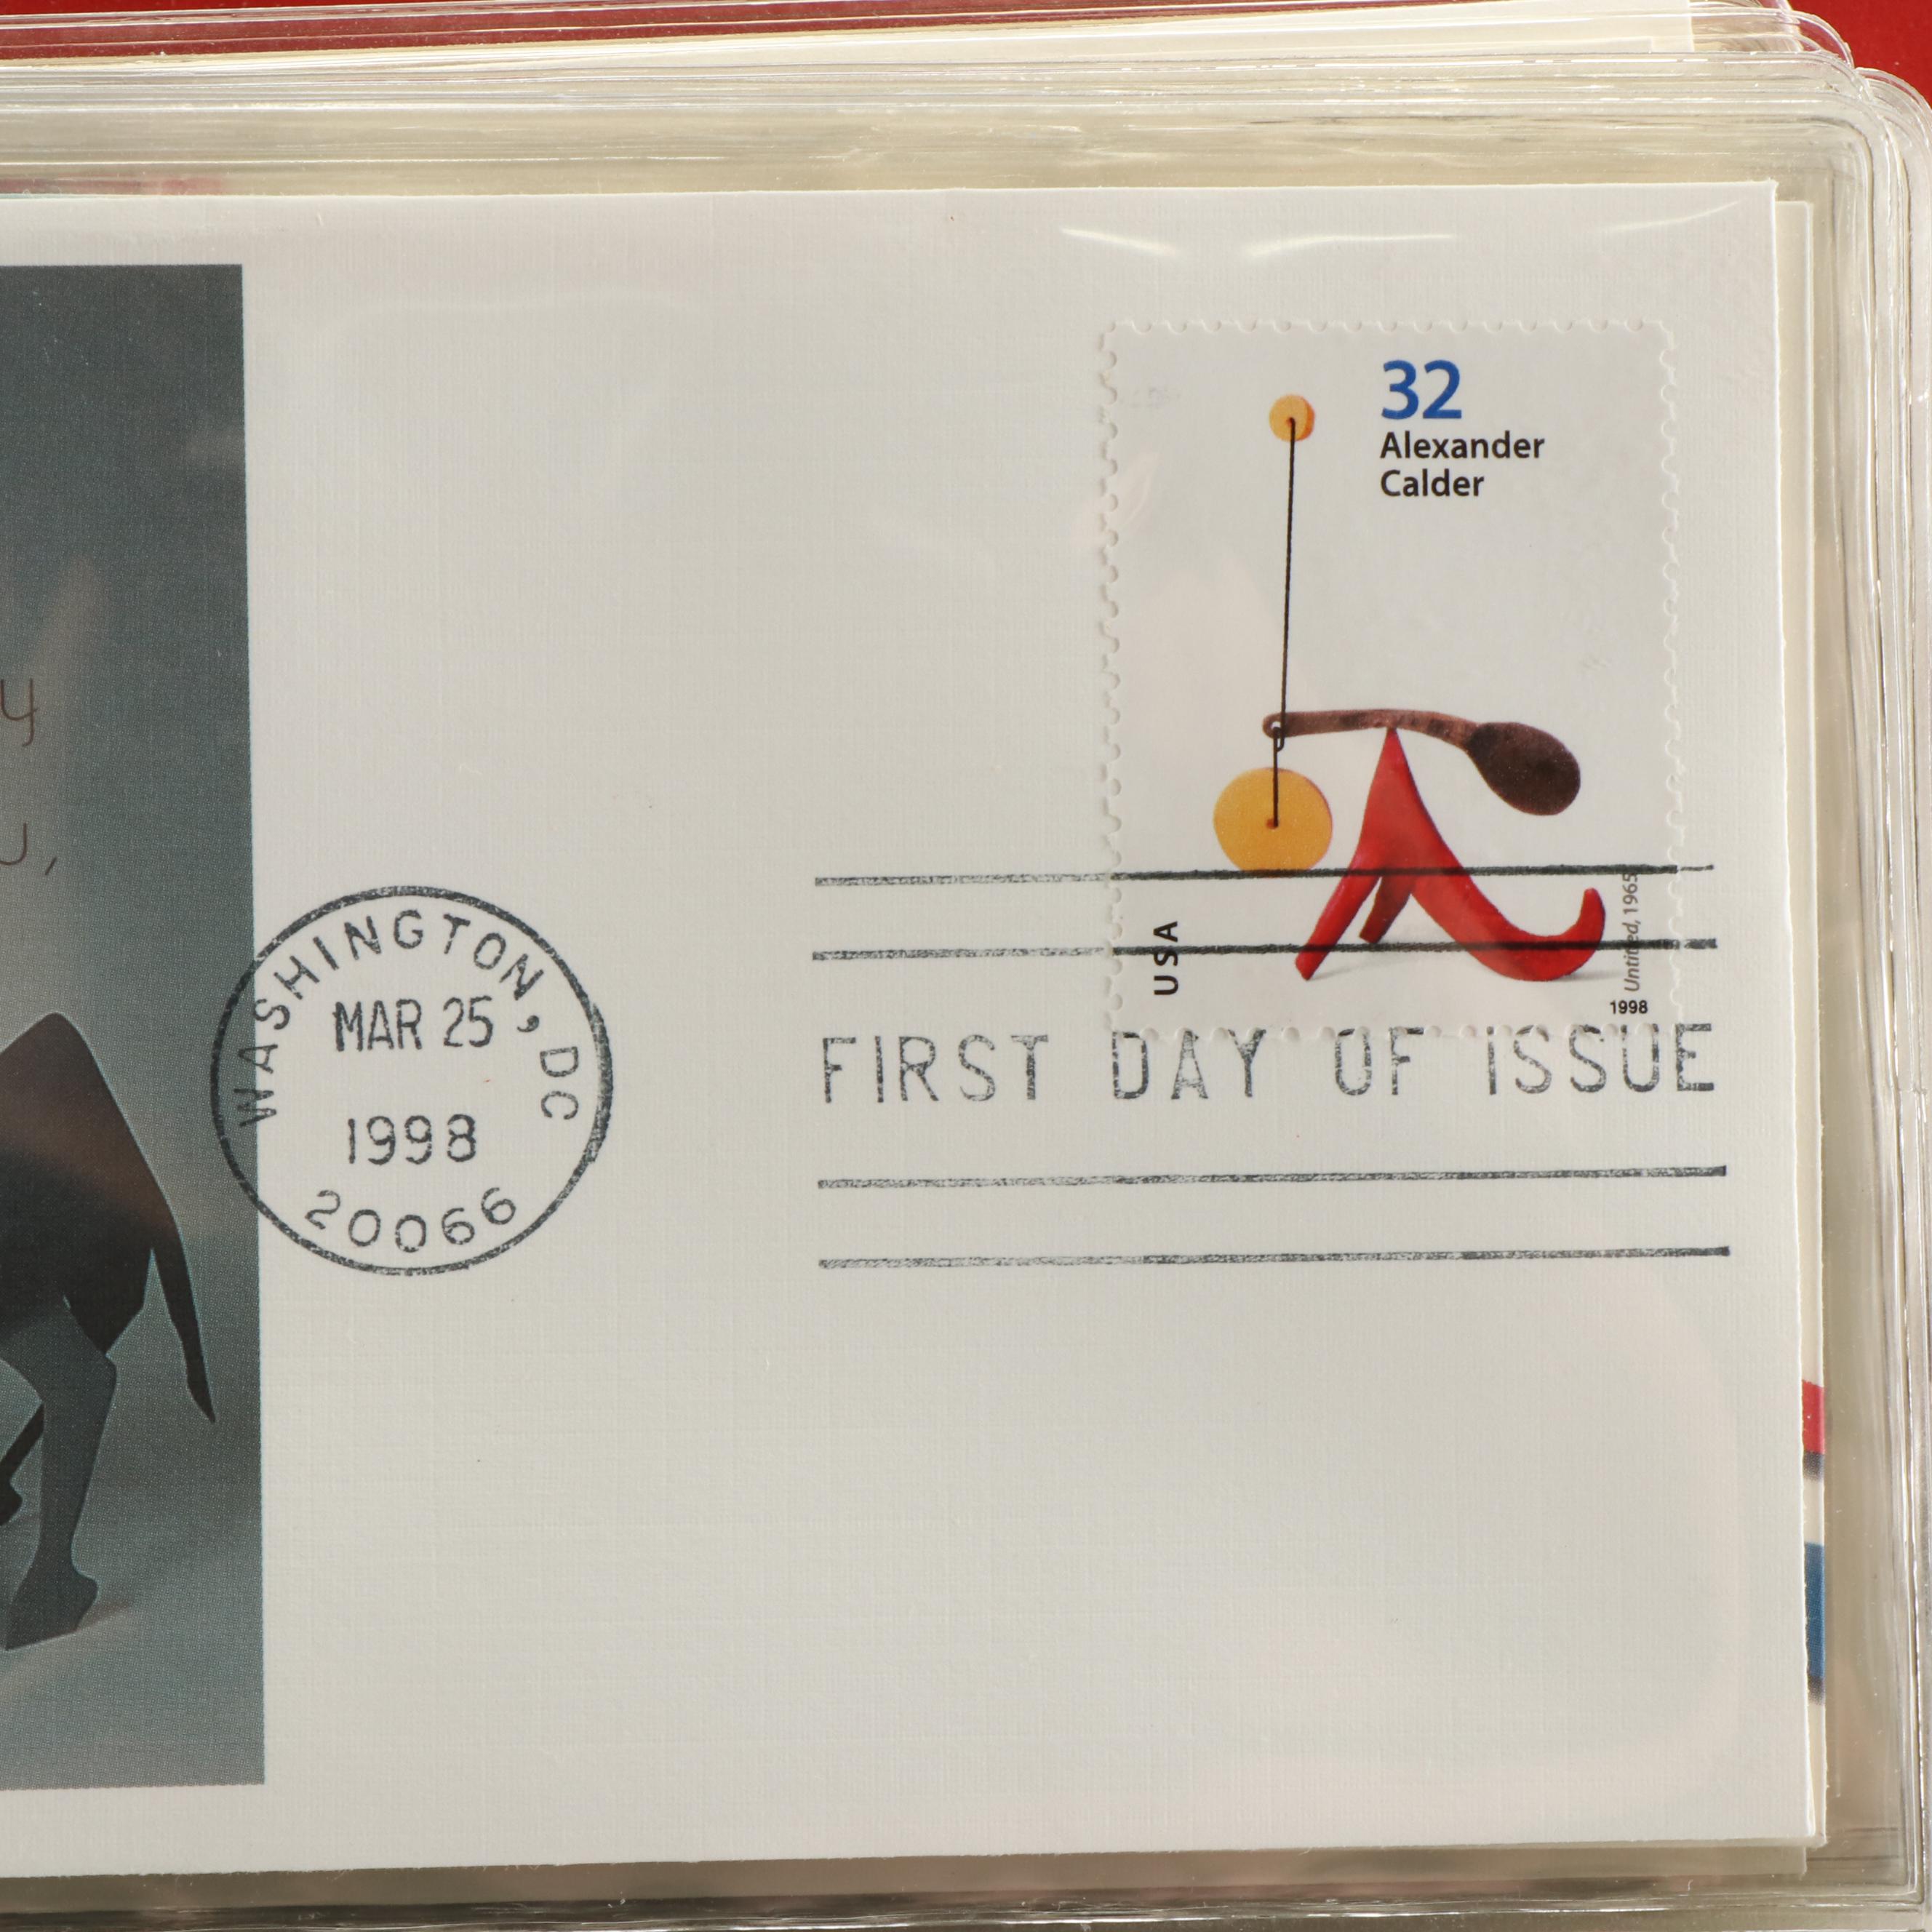 32
Alexander
Calder
USA
Untitled, 1965
1998
WASHINGTON, DC
MAR 25
1998
20066
FIRST DAY OF ISSUE